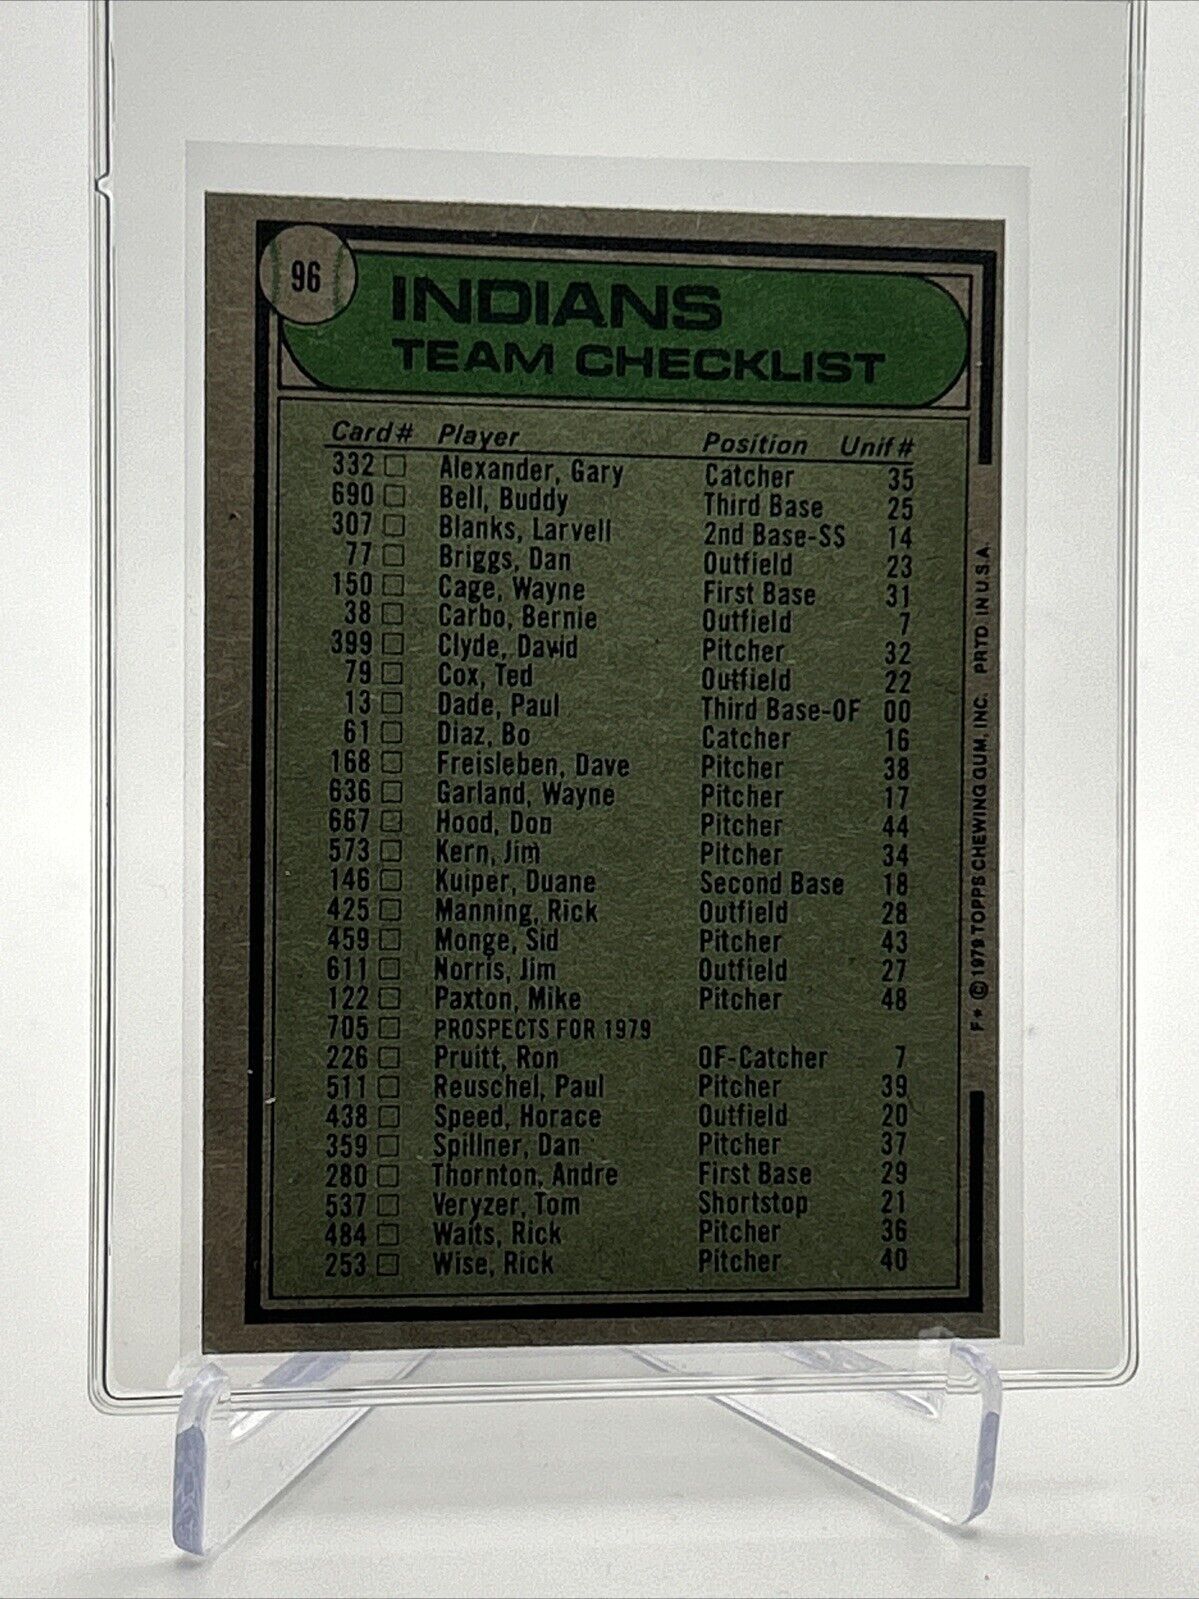 96
INDIANS
TEAM CHECKLIST
Card# Player Position Unif#
332 Alexander, Gary Catcher 35
690 Bell, Buddy Third Base 25
307 Blanks, Larvell 2nd Base-SS 14
77 Briggs, Dan Outfield 23
150 Cage, Wayne First Base 31
38 Carbo, Bernie Outfield 7
399 Clyde, David Pitcher 32
79 Cox, Ted Outfield 22
13 Dade, Paul Third Base-OF 00
61 Diaz, Bo Catcher 16
168 Freisleben, Dave Pitcher 38
636 Garland, Wayne Pitcher 17
667 Hood, Don Pitcher 44
573 Kern, Jim Pitcher 34
146 Kuiper, Duane Second Base 18
425 Manning, Rick Outfield 28
459 Monge, Sid Pitcher 43
611 Norris, Jim Outfield 27
122 Paxton, Mike Pitcher 48
705 PROSPECTS FOR 1979
226 Pruitt, Ron OF-Catcher 7
511 Reuschel, Paul Pitcher 39
438 Speed, Horace Outfield 20
359 Spillner, Dan Pitcher 37
280 Thornton, Andre First Base 29
537 Veryzer, Tom Shortstop 21
484 Waits, Rick Pitcher 36
253 Wise, Rick Pitcher 40
F* © 1979 TOPPS CHEWING GUM, INC. PRTD. IN U.S.A.